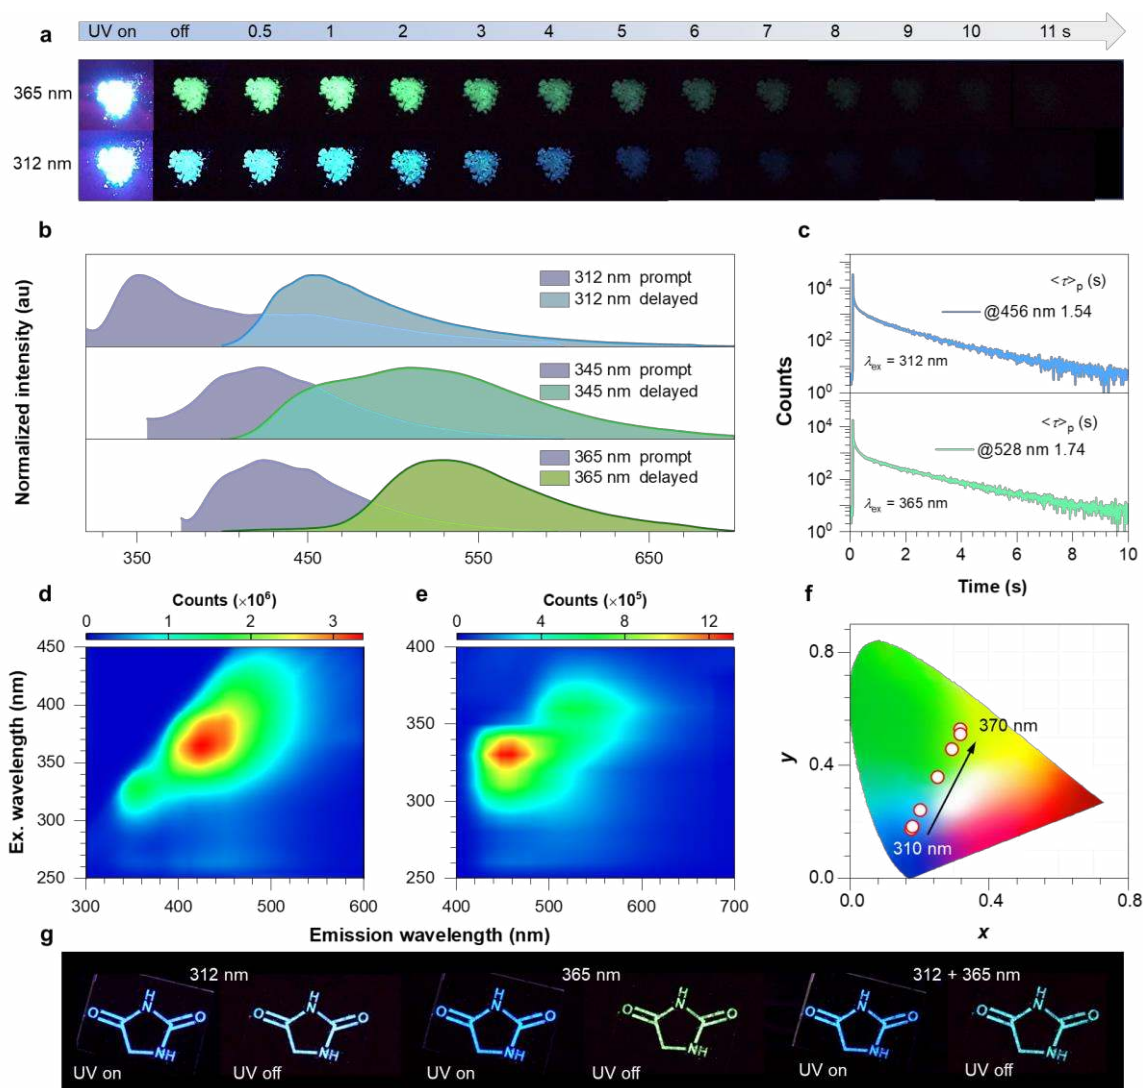 a
UV on off 0.5 1 2 3 4 5 6 7 8 9 10 11 s
365 nm
312 nm
b
Normalized intensity (au)
312 nm prompt
312 nm delayed
345 nm prompt
345 nm delayed
365 nm prompt
365 nm delayed
350 450 550 650
c
Counts
10⁴
10²
10⁰
<τ>ₚ (s)
@456 nm 1.54
λex = 312 nm
10⁴
10²
10⁰
<τ>ₚ (s)
@528 nm 1.74
λex = 365 nm
0 2 4 6 8 10
Time (s)
d
Counts (×10⁶)
0 1 2 3
Ex. wavelength (nm)
450
400
350
300
250
300 400 500 600
e
Counts (×10⁵)
0 4 8 12
400
350
300
250
400 500 600 700
Emission wavelength (nm)
f
y
0.8
0.4
0.0
370 nm
310 nm
0.0 0.4 0.8
x
g
312 nm 365 nm 312 + 365 nm
H
N
O O
NH
UV on
H
N
O O
NH
UV off
H
N
O O
NH
UV on
H
N
O O
NH
UV off
H
N
O O
NH
UV on
H
N
O O
NH
UV off